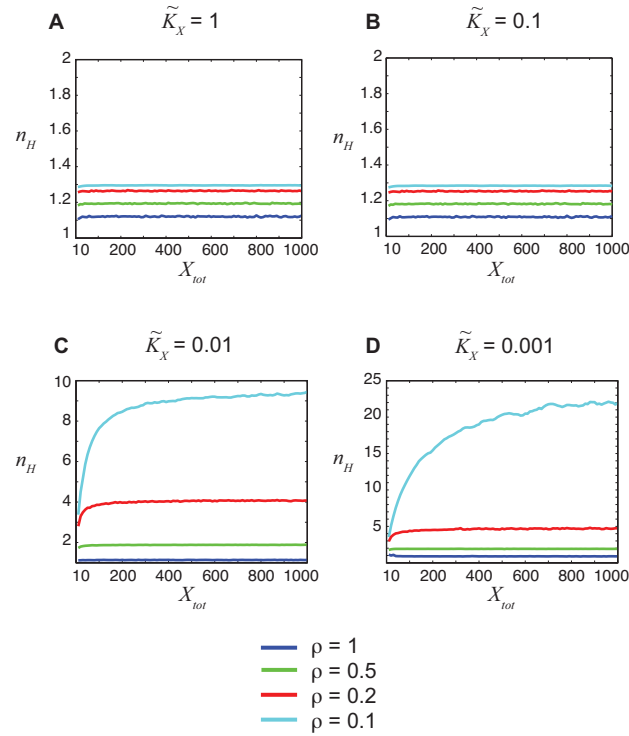 A K̃_X = 1
B K̃_X = 0.1
2
1.8
1.6
n_H
1.4
1.2
1
10 200 400 600 800 1000
X_tot
2
1.8
1.6
n_H
1.4
1.2
1
10 200 400 600 800 1000
X_tot
C K̃_X = 0.01
D K̃_X = 0.001
10
8
n_H
6
4
2
10 200 400 600 800 1000
X_tot
25
20
n_H
15
10
5
10 200 400 600 800 1000
X_tot
ρ = 1
ρ = 0.5
ρ = 0.2
ρ = 0.1